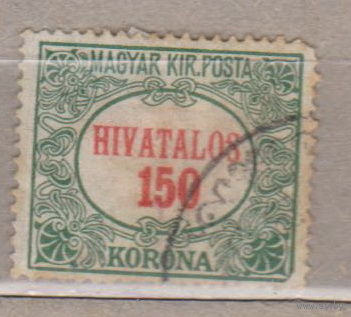 MAGYAR KIR. POSTA
HIVATALOS
150
KORONA